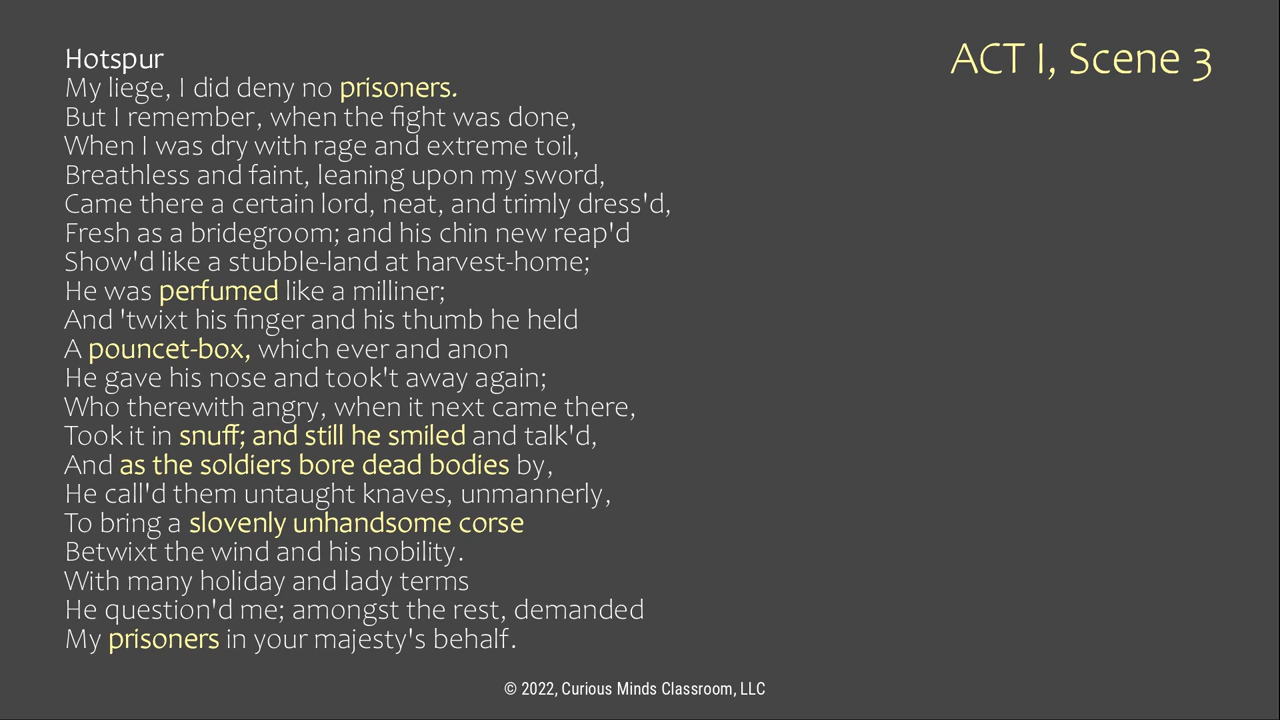 ACT I, Scene 3
Hotspur
My liege, I did deny no prisoners.
But I remember, when the fight was done,
When I was dry with rage and extreme toil,
Breathless and faint, leaning upon my sword,
Came there a certain lord, neat, and trimly dress'd,
Fresh as a bridegroom; and his chin new reap'd
Show'd like a stubble-land at harvest-home;
He was perfumed like a milliner;
And 'twixt his finger and his thumb he held
A pouncet-box, which ever and anon
He gave his nose and took't away again;
Who therewith angry, when it next came there,
Took it in snuff; and still he smiled and talk'd,
And as the soldiers bore dead bodies by,
He call'd them untaught knaves, unmannerly,
To bring a slovenly unhandsome corse
Betwixt the wind and his nobility.
With many holiday and lady terms
He question'd me; amongst the rest, demanded
My prisoners in your majesty's behalf.
© 2022, Curious Minds Classroom, LLC